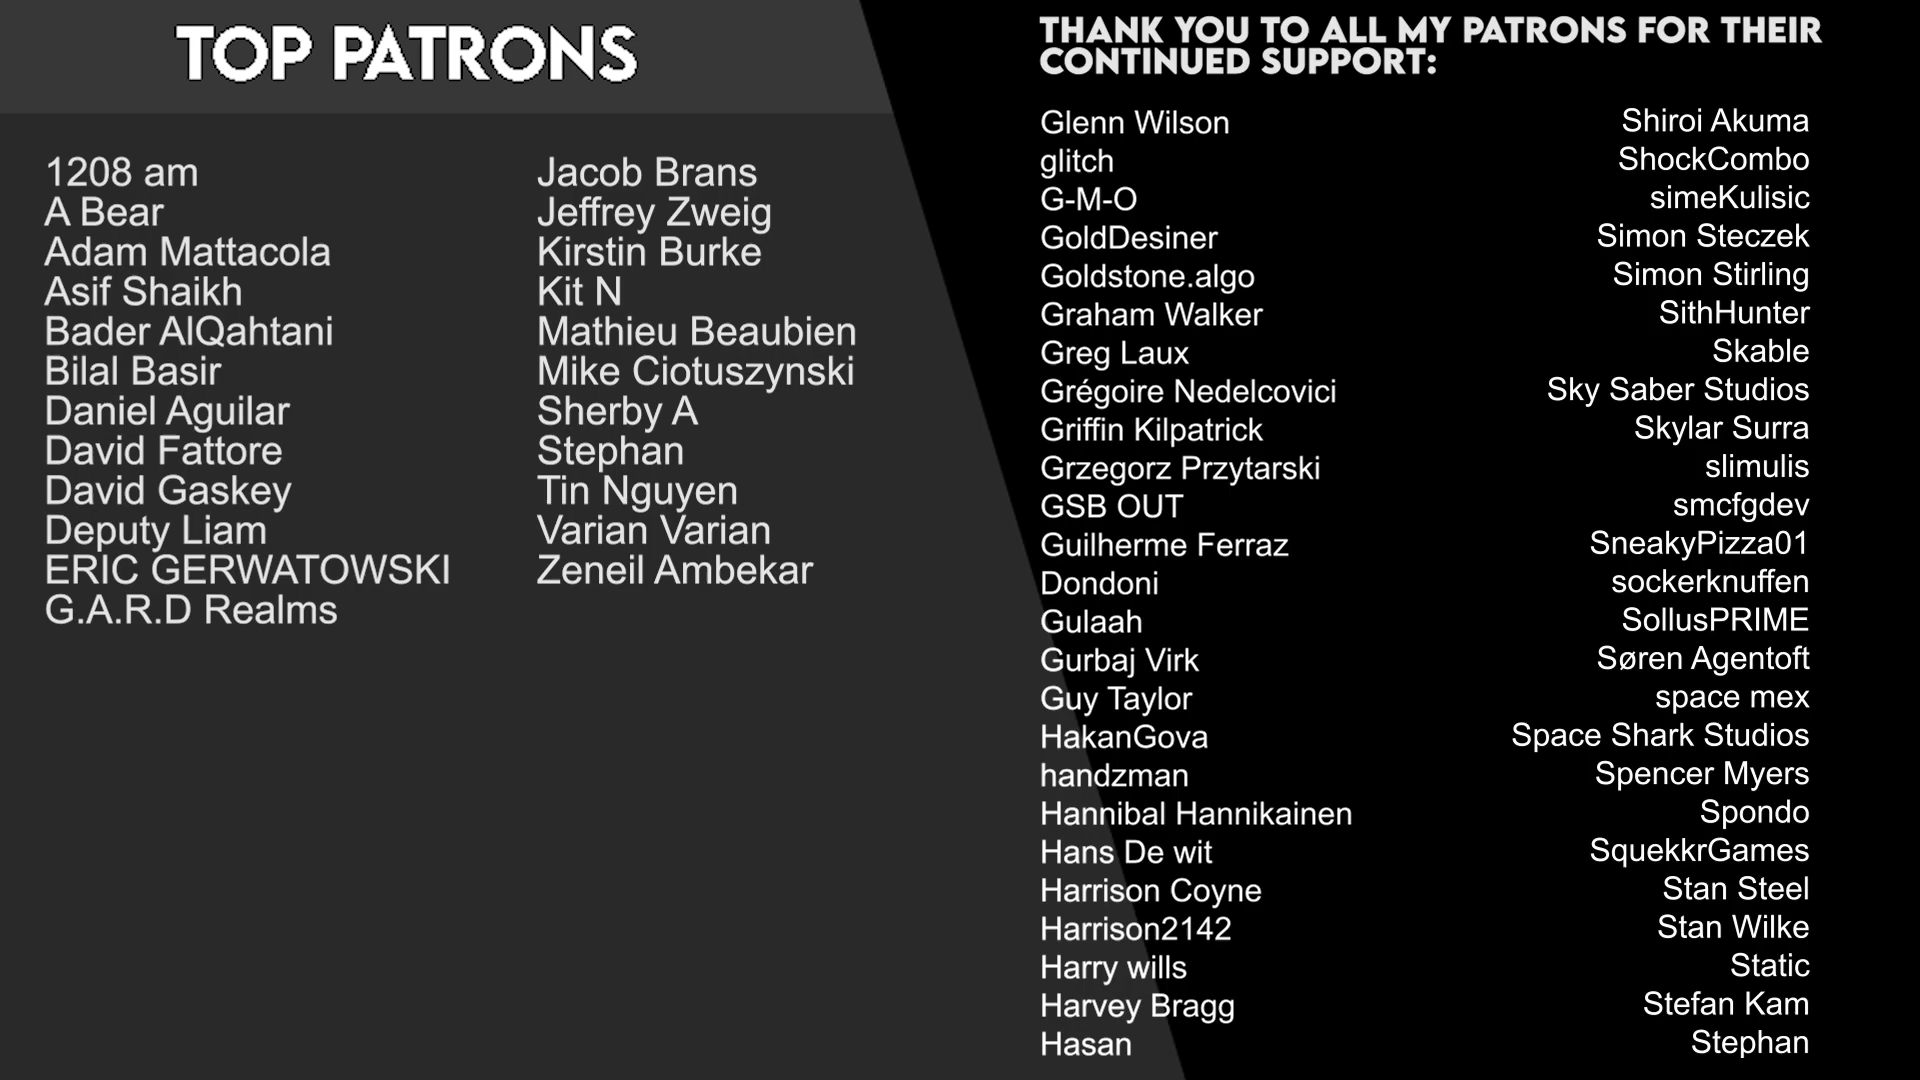 TOP PATRONS
1208 am
A Bear
Adam Mattacola
Asif Shaikh
Bader AlQahtani
Bilal Basir
Daniel Aguilar
David Fattore
David Gaskey
Deputy Liam
ERIC GERWATOWSKI
G.A.R.D Realms
Jacob Brans
Jeffrey Zweig
Kirstin Burke
Kit N
Mathieu Beaubien
Mike Ciotuszynski
Sherby A
Stephan
Tin Nguyen
Varian Varian
Zeneil Ambekar
THANK YOU TO ALL MY PATRONS FOR THEIR
CONTINUED SUPPORT:
Glenn Wilson
glitch
G-M-O
GoldDesiner
Goldstone.algo
Graham Walker
Greg Laux
Grégoire Nedelcovici
Griffin Kilpatrick
Grzegorz Przytarski
GSB OUT
Guilherme Ferraz
Dondoni
Gulaah
Gurbaj Virk
Guy Taylor
HakanGova
handzman
Hannibal Hannikainen
Hans De wit
Harrison Coyne
Harrison2142
Harry wills
Harvey Bragg
Hasan
Shiroi Akuma
ShockCombo
simeKulisic
Simon Steczek
Simon Stirling
SithHunter
Skable
Sky Saber Studios
Skylar Surra
slimulis
smcfgdev
SneakyPizza01
sockerknuffen
SollusPRIME
Søren Agentoft
space mex
Space Shark Studios
Spencer Myers
Spondo
SquekkrGames
Stan Steel
Stan Wilke
Static
Stefan Kam
Stephan